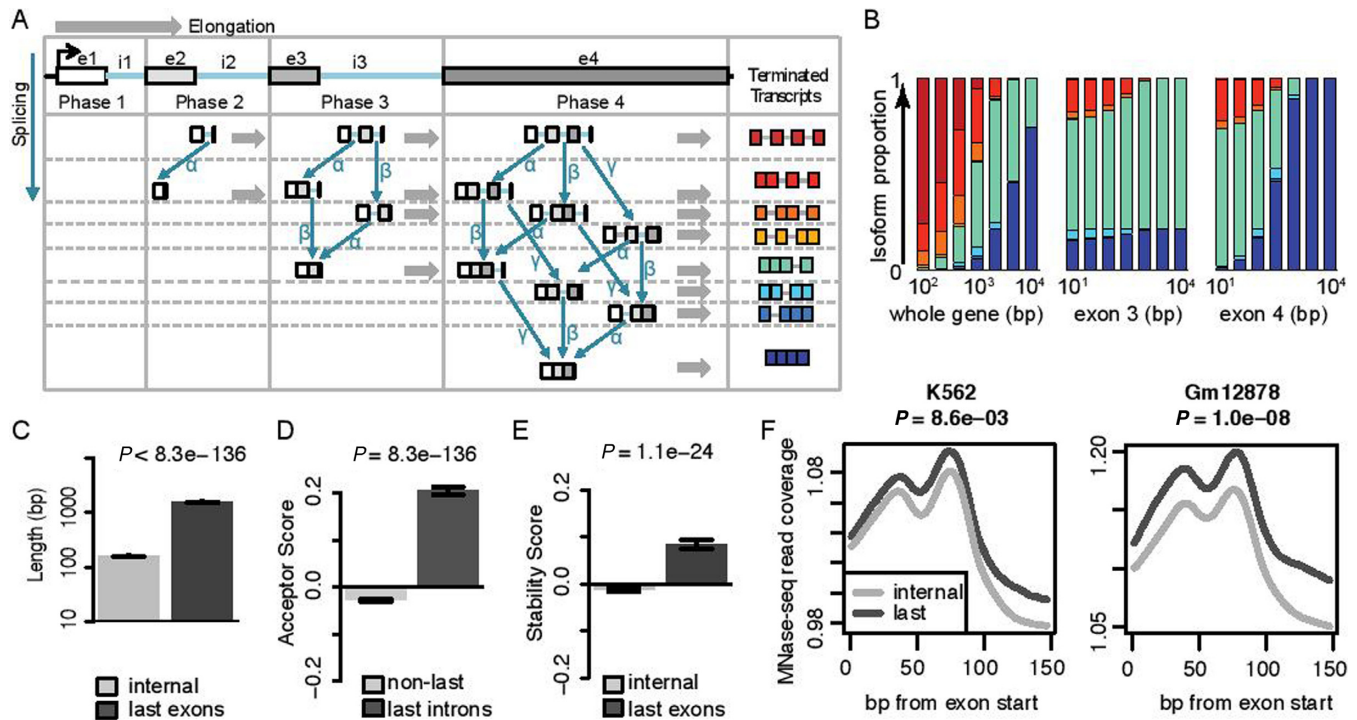 A
Elongation
Splicing
e1 i1 e2 i2 e3 i3 e4
Phase 1 Phase 2 Phase 3 Phase 4
Terminated
Transcripts
α α β α β γ
β α β α γ γ β
γ β α
B
Isoform proportion
1
0
10² 10³ 10⁴
whole gene (bp)
10¹ 10⁴
exon 3 (bp)
10¹ 10⁴
exon 4 (bp)
C
P < 8.3e−136
Length (bp)
10 100 1000
internal
last exons
D
P = 8.3e−136
Acceptor Score
−0.2 0.0 0.2
non-last
last introns
E
P = 1.1e−24
Stability Score
−0.2 0.0 0.2
internal
last exons
F
K562
P = 8.6e−03
MNase-seq read coverage
0.98 1.08
internal
last
0 50 100 150
bp from exon start
Gm12878
P = 1.0e−08
1.05 1.20
0 50 100 150
bp from exon start